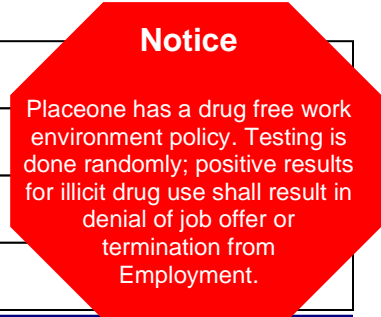 Notice
Placeone has a drug free work
environment policy. Testing is
done randomly; positive results
for illicit drug use shall result in
denial of job offer or
termination from
Employment.